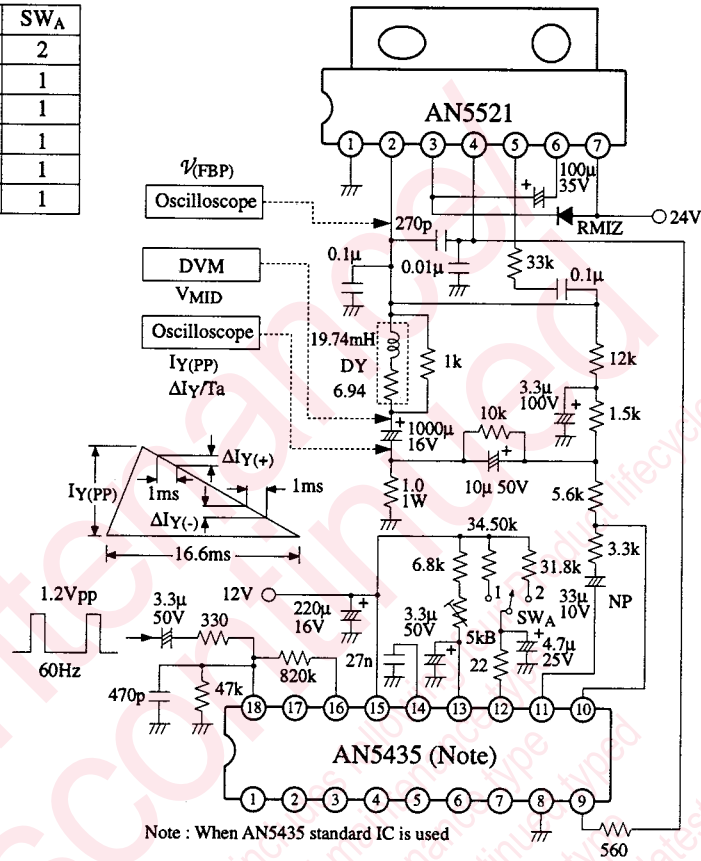 SWA
2
1
1
1
1
1
AN5521
1 2 3 4 5 6 7
100μ
35V
RMIZ
24V
𝒱(FBP)
Oscilloscope
270p
0.1μ
0.01μ
33k
0.1μ
DVM
VMID
Oscilloscope
IY(PP)
ΔIY/Ta
19.74mH
DY
6.94
1k
12k
3.3μ
100V
1.5k
1000μ
16V
10k
10μ 50V
5.6k
1.0
1W
IY(PP)
ΔIY(+)
1ms
1ms
ΔIY(-)
16.6ms
34.50k
6.8k
31.8k
3.3k
1 2
SWA
33μ
10V
NP
12V
220μ
16V
3.3μ
50V
5kB
4.7μ
25V
27n
22
1.2Vpp
60Hz
3.3μ
50V
330
820k
470p
47k
18 17 16 15 14 13 12 11 10
AN5435 (Note)
1 2 3 4 5 6 7 8 9
560
Note : When AN5435 standard IC is used